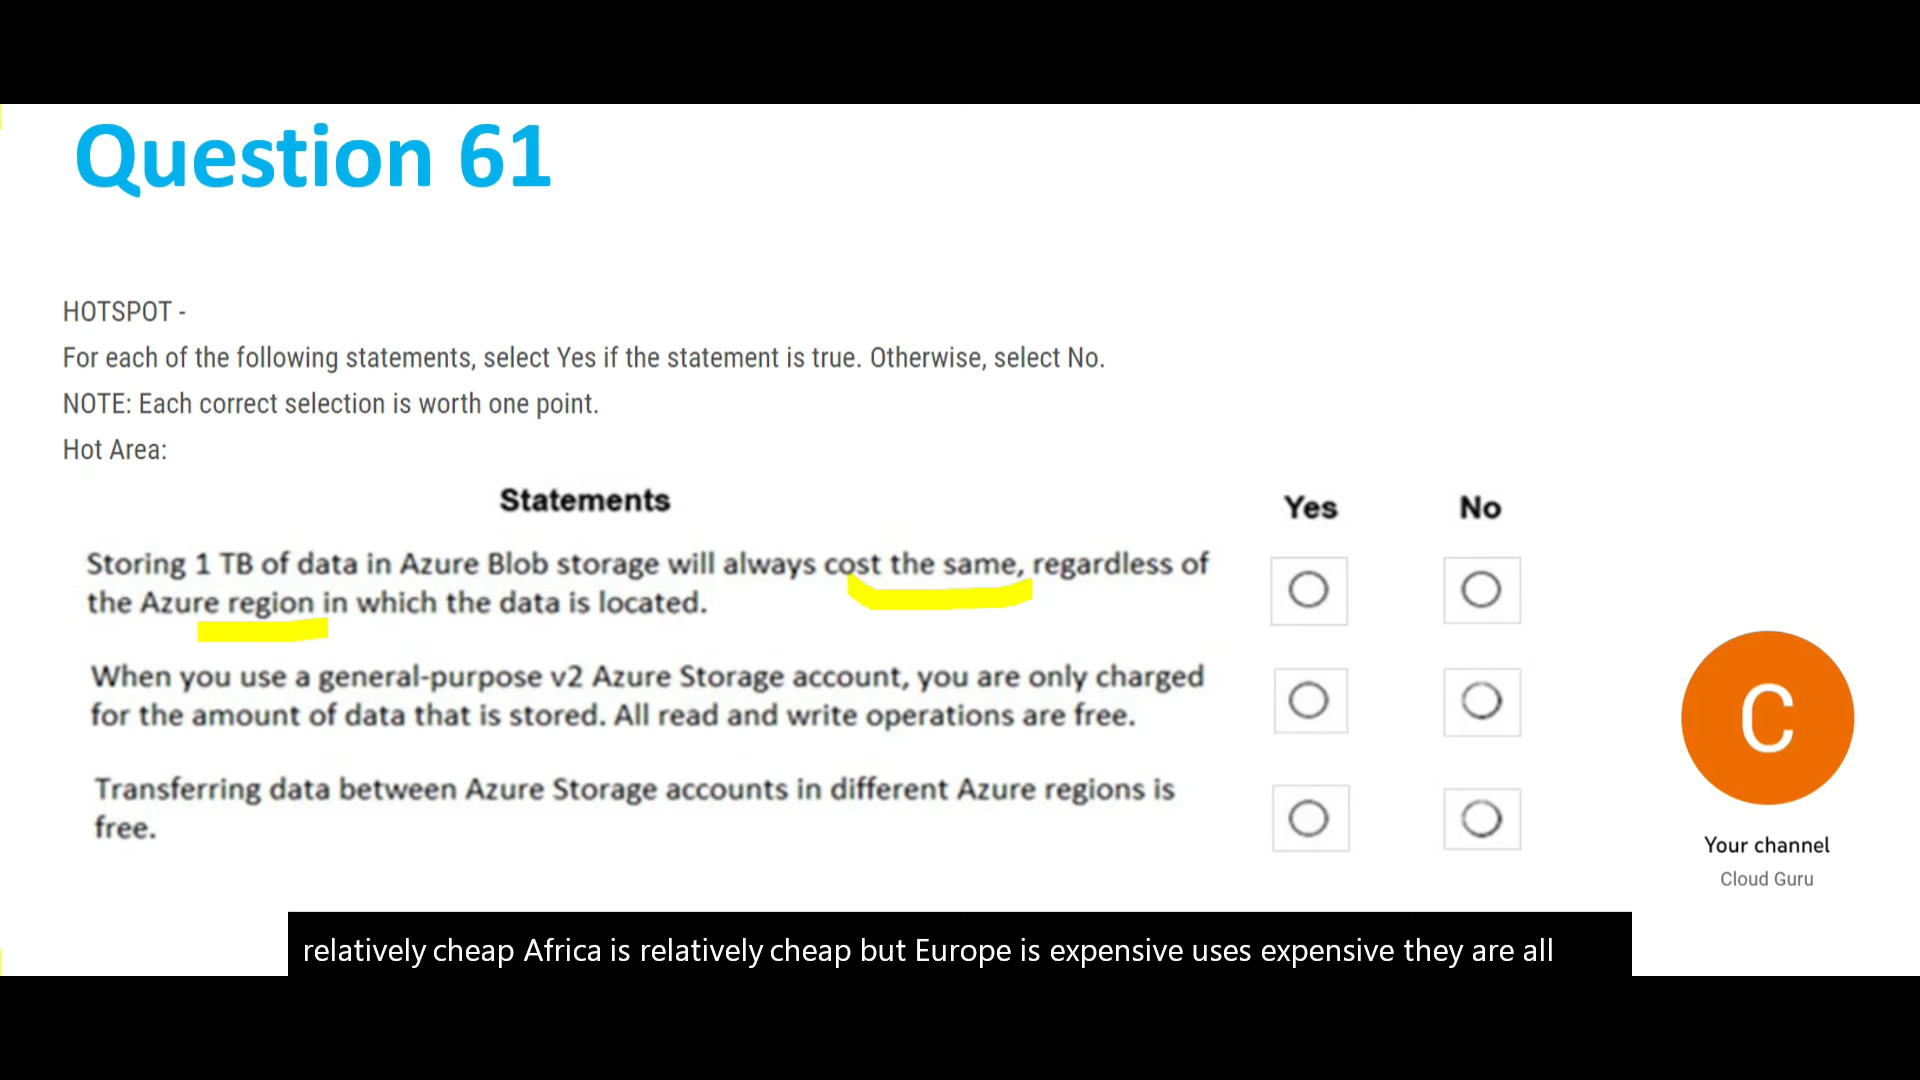 Question 61
HOTSPOT -
For each of the following statements, select Yes if the statement is true. Otherwise, select No.
NOTE: Each correct selection is worth one point.
Hot Area:
Statements Yes No
Storing 1 TB of data in Azure Blob storage will always cost the same, regardless of
the Azure region in which the data is located.
When you use a general-purpose v2 Azure Storage account, you are only charged
for the amount of data that is stored. All read and write operations are free.
Transferring data between Azure Storage accounts in different Azure regions is
free.
C
Your channel
Cloud Guru
relatively cheap Africa is relatively cheap but Europe is expensive uses expensive they are all